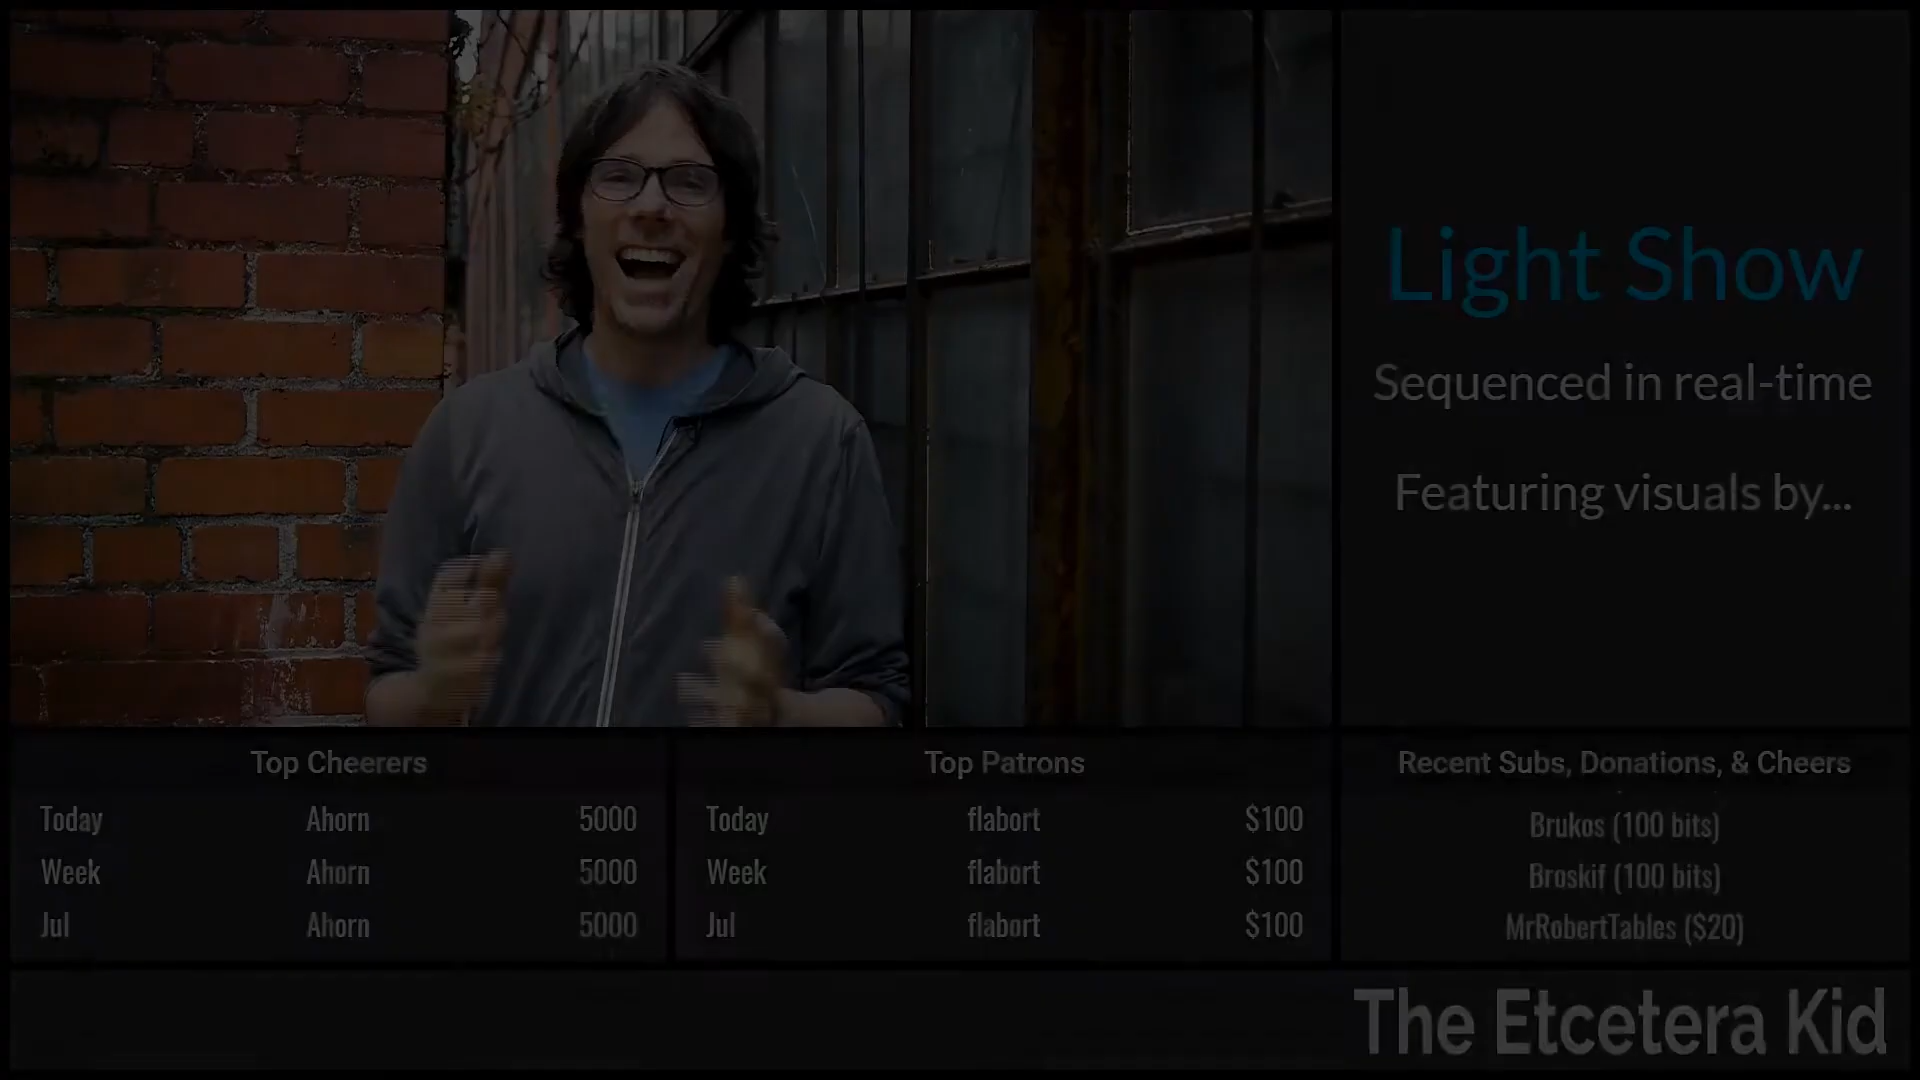 Light Show
Sequenced in real-time
Featuring visuals by...
Top Cheerers
Today Ahorn 5000
Week Ahorn 5000
Jul Ahorn 5000
Top Patrons
Today flabort $100
Week flabort $100
Jul flabort $100
Recent Subs, Donations, & Cheers
Brukos (100 bits)
Broskif (100 bits)
MrRobertTables ($20)
The Etcetera Kid